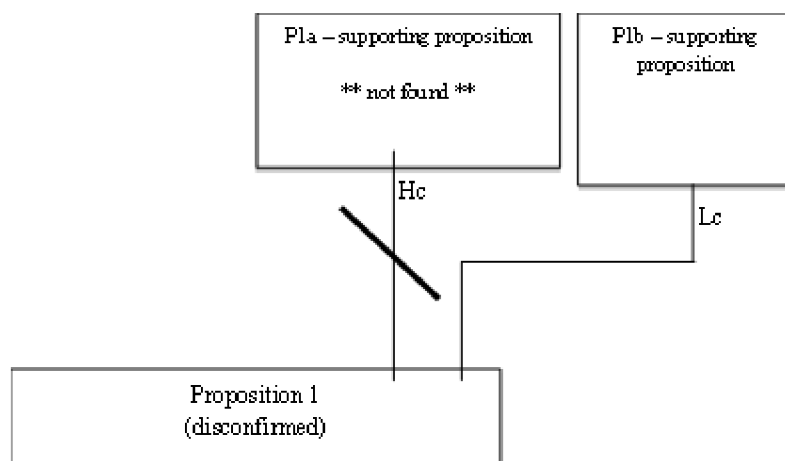 P1a – supporting proposition
** not found **
P1b – supporting
proposition
Hc
Lc
Proposition 1
(disconfirmed)